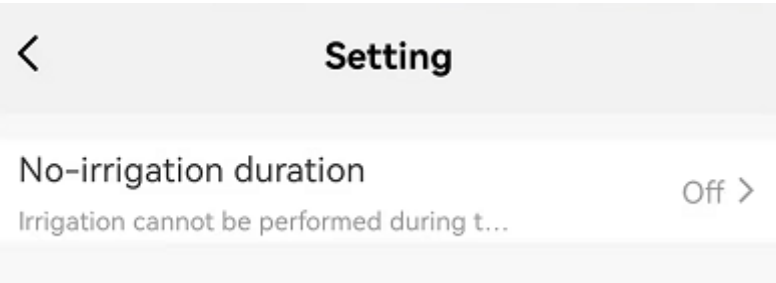 Setting
No-irrigation duration
Off
Irrigation cannot be performed during t...